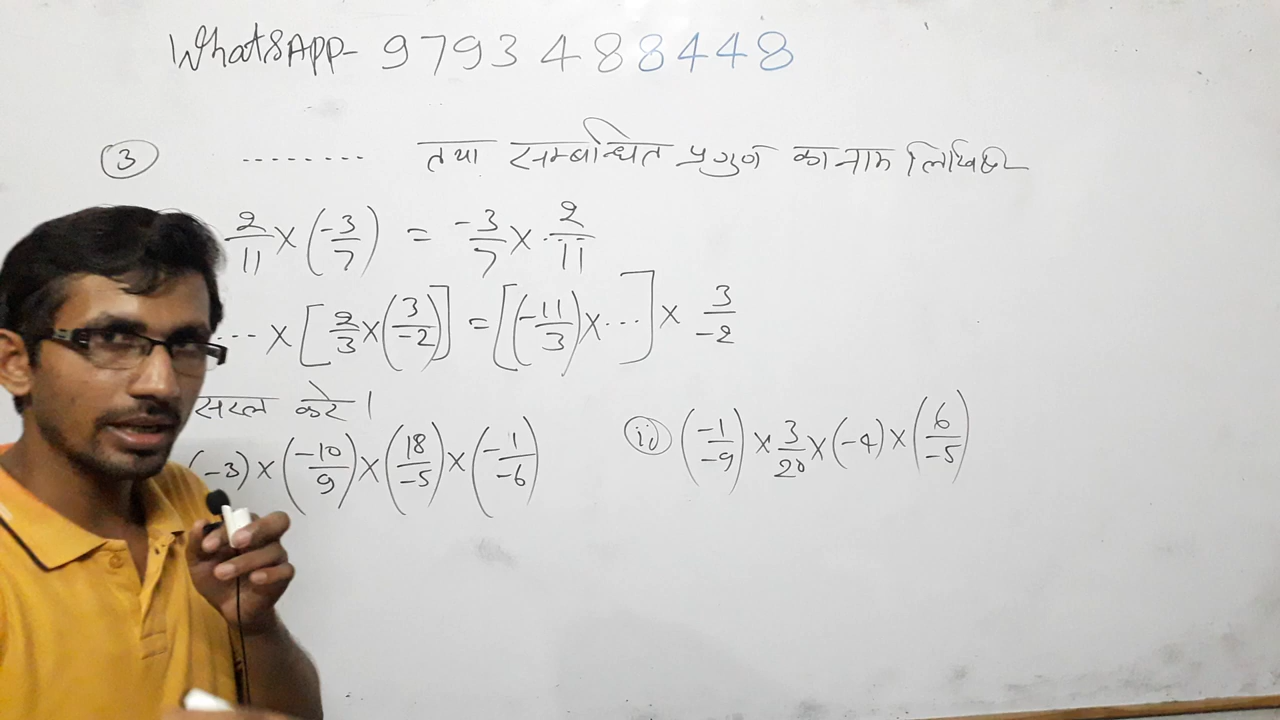 WhatsApp- 9793488448
③ ......... तथा सम्बन्धित प्रगुण का नाम लिखिए
2/11 × (-3/7) = -3/7 × 2/11
... × [2/3 × (3/-2)] = [(-11/3) × ...] × 3/-2
सरल करे।
(-3) × (-10/9) × (18/-5) × (-1/-6)
ii) (-1/-9) × 3/20 × (-4) × (6/-5)